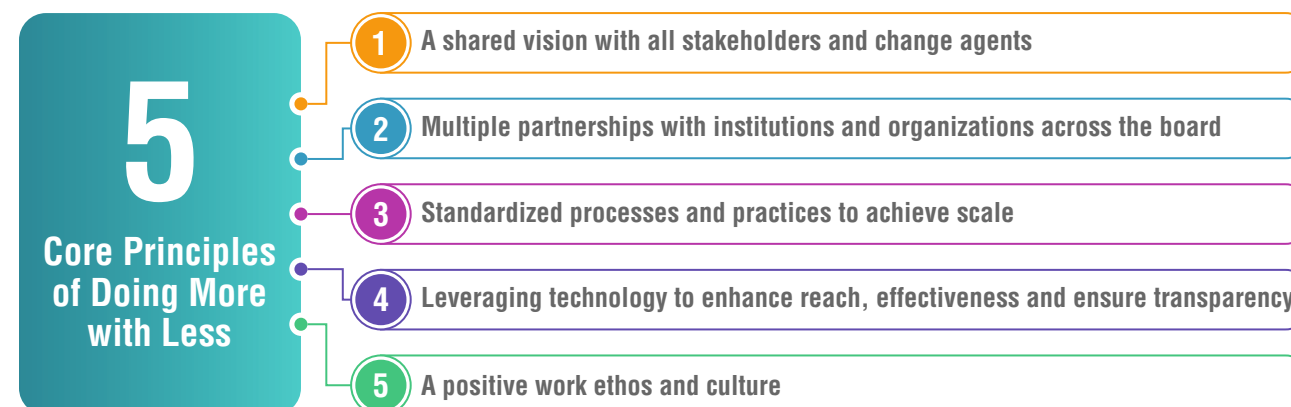 5
Core Principles
of Doing More
with Less
1
A shared vision with all stakeholders and change agents
2
Multiple partnerships with institutions and organizations across the board
3
Standardized processes and practices to achieve scale
4
Leveraging technology to enhance reach, effectiveness and ensure transparency
5
A positive work ethos and culture